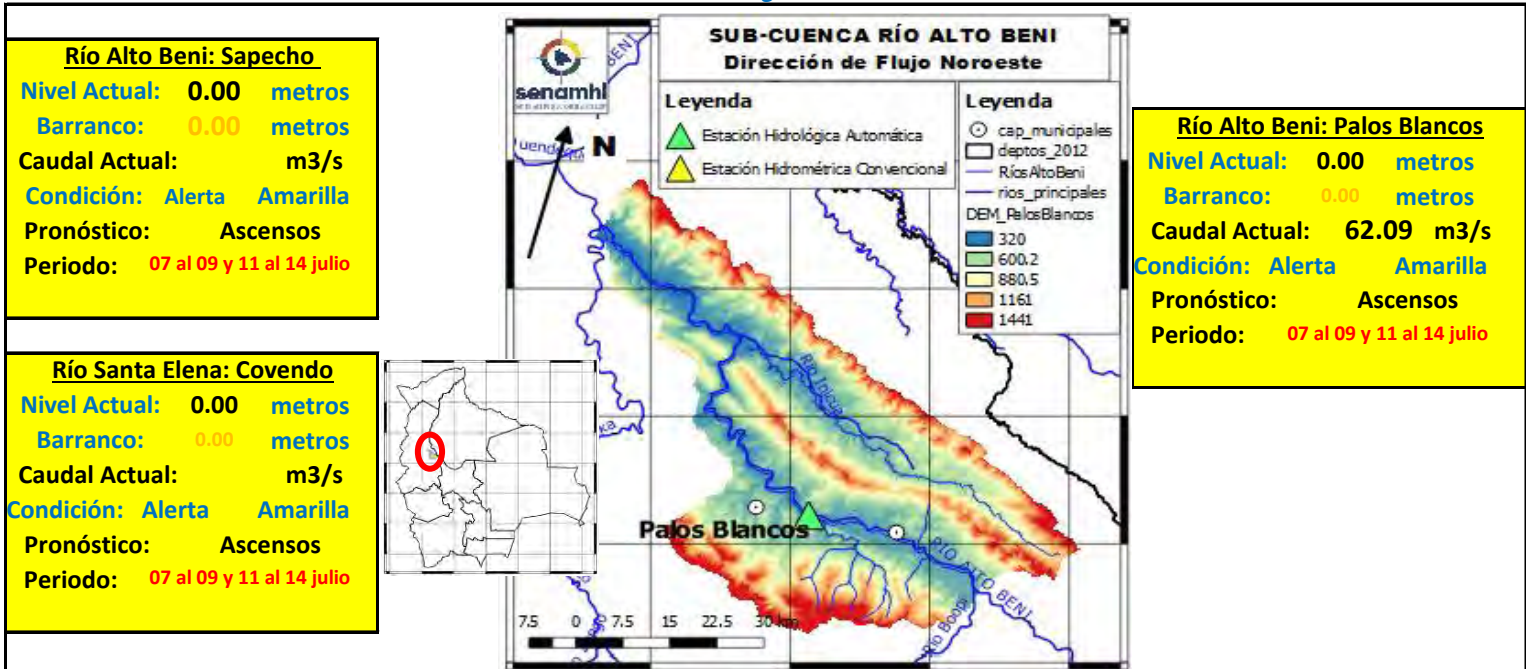 Río Alto Beni: Sapecho
Nivel Actual: 0.00 metros
Barranco: 0.00 metros
Caudal Actual: m3/s
Condición: Alerta Amarilla
Pronóstico: Ascensos
Periodo: 07 al 09 y 11 al 14 julio
Río Santa Elena: Covendo
Nivel Actual: 0.00 metros
Barranco: 0.00 metros
Caudal Actual: m3/s
Condición: Alerta Amarilla
Pronóstico: Ascensos
Periodo: 07 al 09 y 11 al 14 julio
senamhi
BENI
SUB-CUENCA RÍO ALTO BENI
Dirección de Flujo Noroeste
Leyenda
Estación Hidrológica Automática
Estación Hidrométrica Convencional
Leyenda
cap_municipales
deptos_2012
RíosAltoBeni
rios_principales
DEM_PalosBlancos
320
600.2
880.5
1161
1441
N
Río Inicua
Palos Blancos
RÍO ALTO BENI
Río Boopi
7.5 0 7.5 15 22.5 30 km
Río Alto Beni: Palos Blancos
Nivel Actual: 0.00 metros
Barranco: 0.00 metros
Caudal Actual: 62.09 m3/s
Condición: Alerta Amarilla
Pronóstico: Ascensos
Periodo: 07 al 09 y 11 al 14 julio